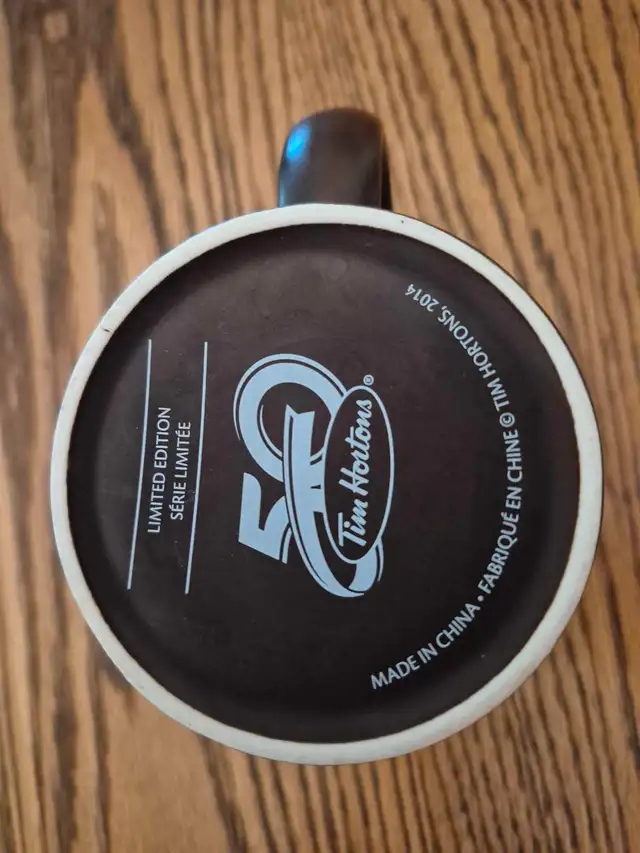 LIMITED EDITION
SÉRIE LIMITÉE
50
Tim Hortons®
MADE IN CHINA • FABRIQUÉ EN CHINE © TIM HORTONS, 2014